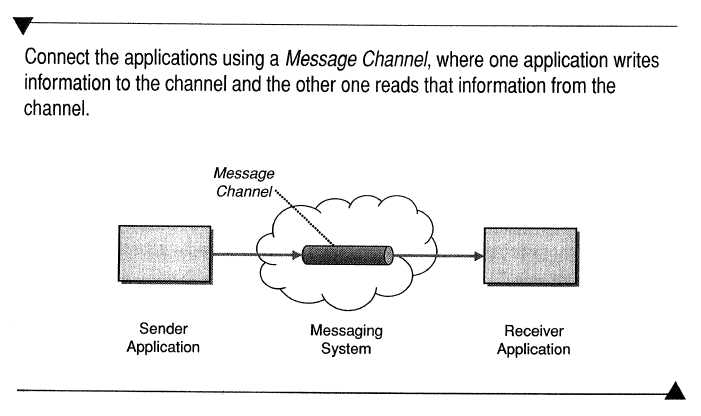 Connect the applications using a Message Channel, where one application writes
information to the channel and the other one reads that information from the
channel.
Message
Channel
Sender
Application
Messaging
System
Receiver
Application